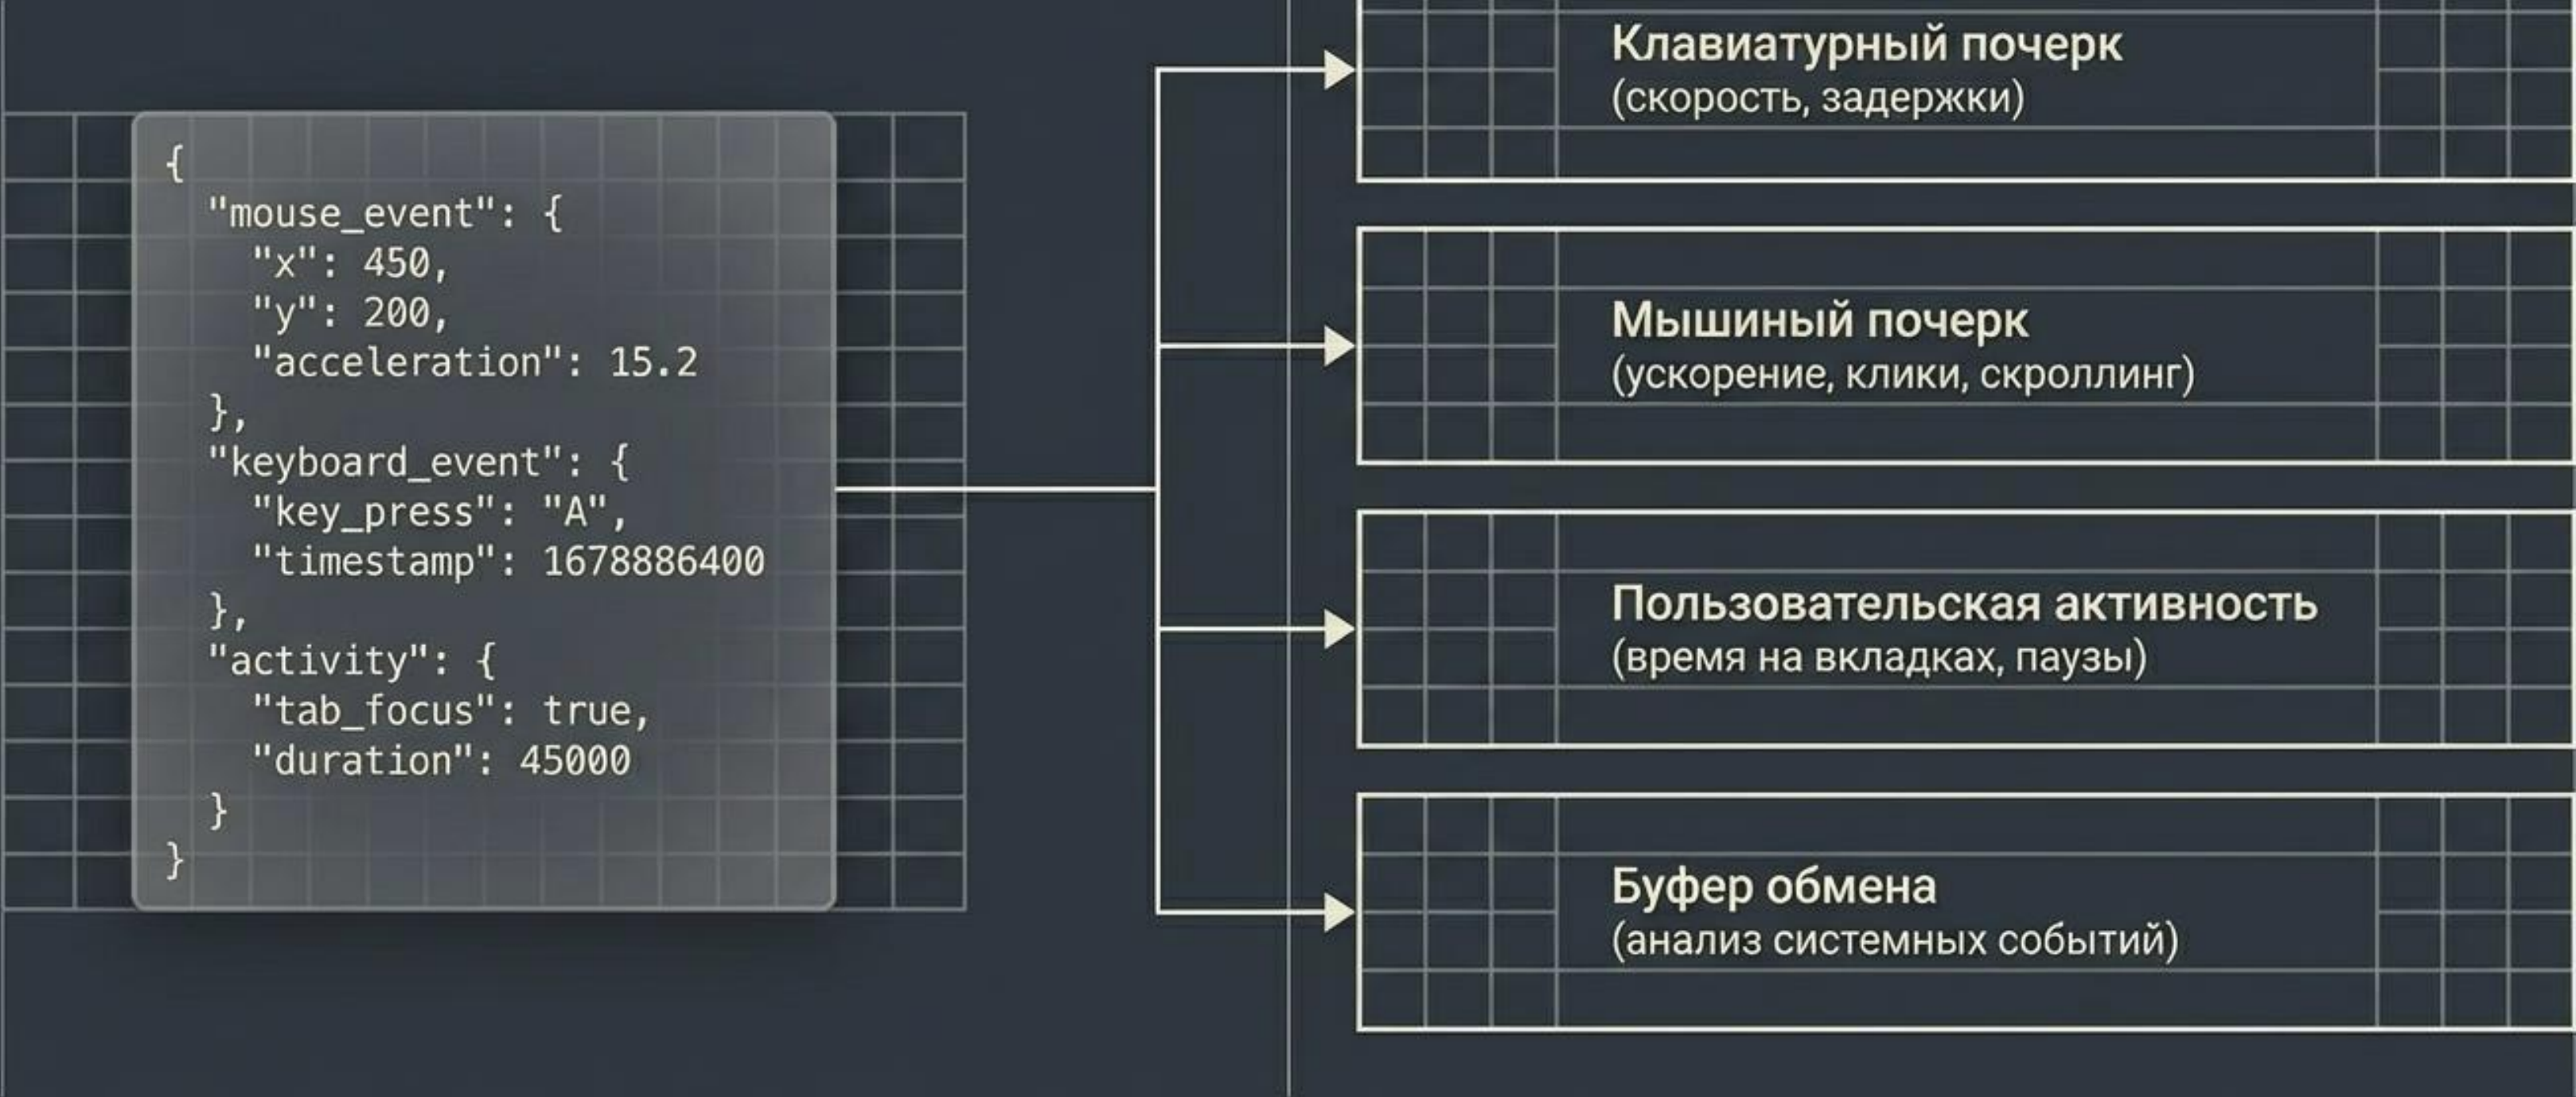 {
"mouse_event": {
"x": 450,
"y": 200,
"acceleration": 15.2
},
"keyboard_event": {
"key_press": "A",
"timestamp": 1678886400
},
"activity": {
"tab_focus": true,
"duration": 45000
}
}
Клавиатурный почерк
(скорость, задержки)
Мышиный почерк
(ускорение, клики, скроллинг)
Пользовательская активность
(время на вкладках, паузы)
Буфер обмена
(анализ системных событий)